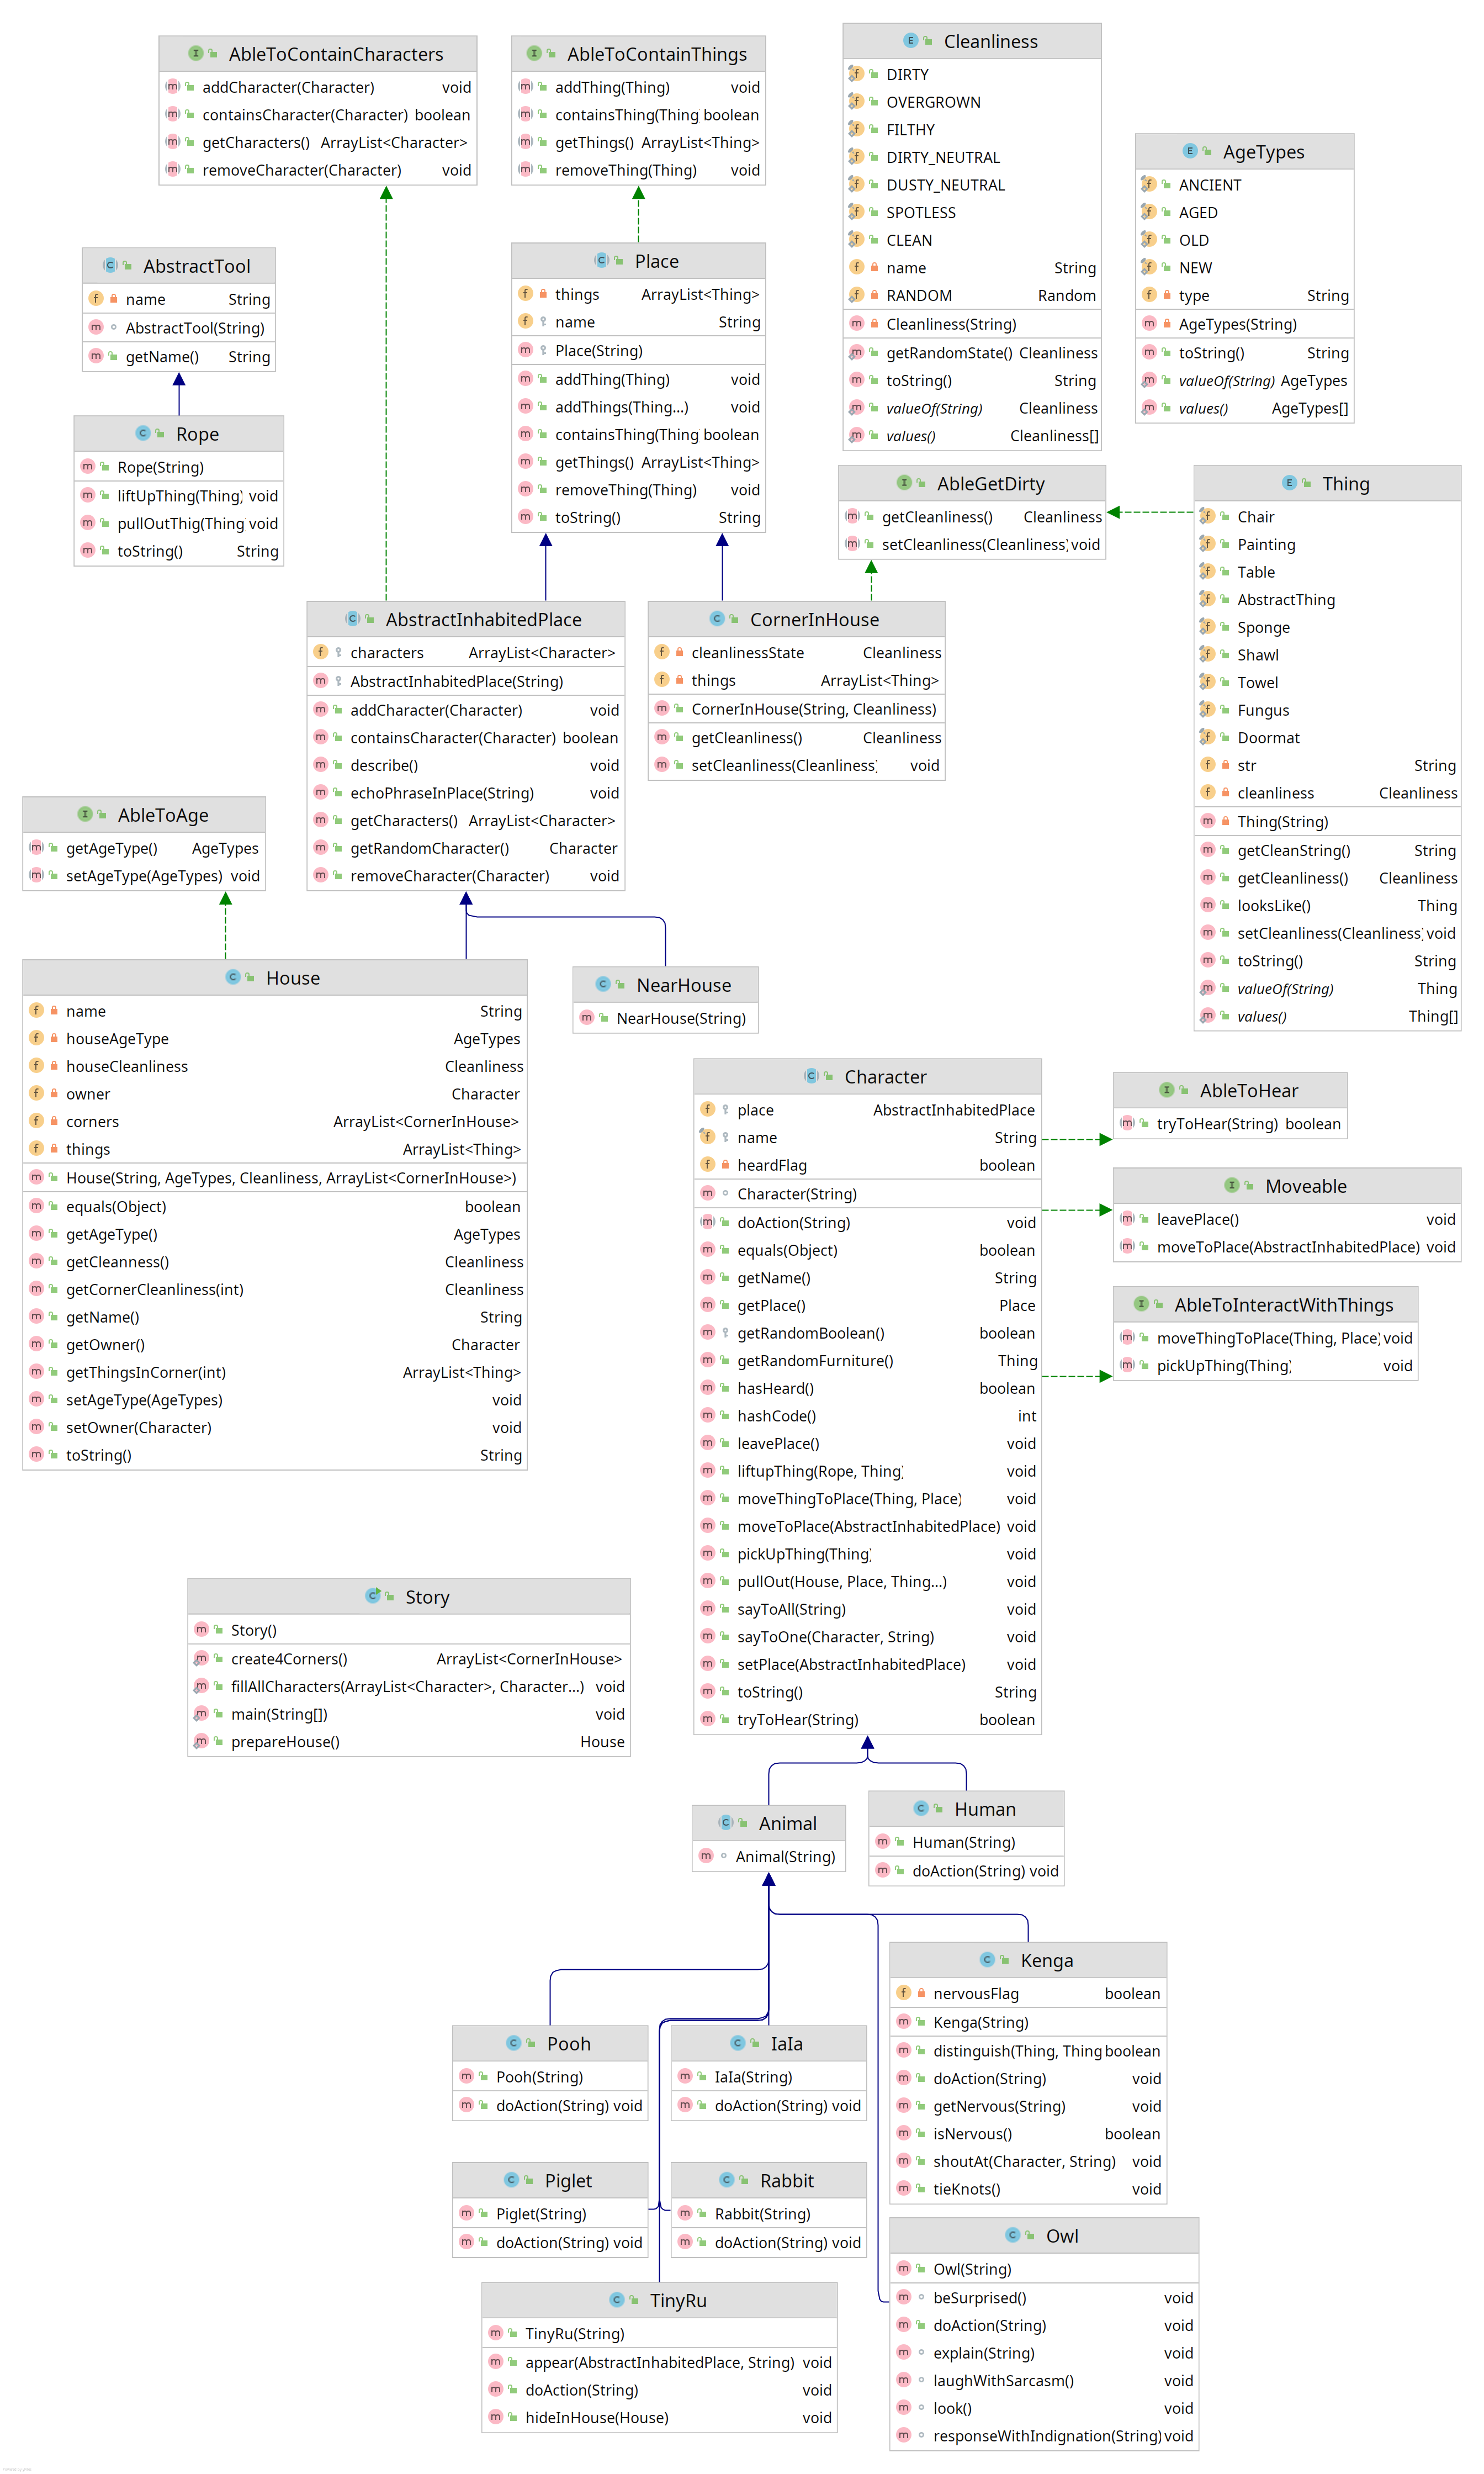 AbleToContainCharacters
addCharacter(Character) void
containsCharacter(Character) boolean
getCharacters() ArrayList<Character>
removeCharacter(Character) void
AbleToContainThings
addThing(Thing) void
containsThing(Thing boolean
getThings() ArrayList<Thing>
removeThing(Thing) void
Cleanliness
DIRTY
OVERGROWN
FILTHY
DIRTY_NEUTRAL
DUSTY_NEUTRAL
SPOTLESS
CLEAN
name String
RANDOM Random
Cleanliness(String)
getRandomState() Cleanliness
toString() String
valueOf(String) Cleanliness
values() Cleanliness[]
AgeTypes
ANCIENT
AGED
OLD
NEW
type String
AgeTypes(String)
toString() String
valueOf(String) AgeTypes
values() AgeTypes[]
AbstractTool
name String
AbstractTool(String)
getName() String
Place
things ArrayList<Thing>
name String
Place(String)
addThing(Thing) void
addThings(Thing...) void
containsThing(Thing boolean
getThings() ArrayList<Thing>
removeThing(Thing) void
toString() String
Rope
Rope(String)
liftUpThing(Thing) void
pullOutThig(Thing void
toString() String
AbleGetDirty
getCleanliness() Cleanliness
setCleanliness(Cleanliness) void
Thing
Chair
Painting
Table
AbstractThing
Sponge
Shawl
Towel
Fungus
Doormat
str String
cleanliness Cleanliness
Thing(String)
getCleanString() String
getCleanliness() Cleanliness
looksLike() Thing
setCleanliness(Cleanliness) void
toString() String
valueOf(String) Thing
values() Thing[]
AbstractInhabitedPlace
characters ArrayList<Character>
AbstractInhabitedPlace(String)
addCharacter(Character) void
containsCharacter(Character) boolean
describe() void
echoPhraseInPlace(String) void
getCharacters() ArrayList<Character>
getRandomCharacter() Character
removeCharacter(Character) void
CornerInHouse
cleanlinessState Cleanliness
things ArrayList<Thing>
CornerInHouse(String, Cleanliness)
getCleanliness() Cleanliness
setCleanliness(Cleanliness) void
AbleToAge
getAgeType() AgeTypes
setAgeType(AgeTypes) void
House
name String
houseAgeType AgeTypes
houseCleanliness Cleanliness
owner Character
corners ArrayList<CornerInHouse>
things ArrayList<Thing>
House(String, AgeTypes, Cleanliness, ArrayList<CornerInHouse>)
equals(Object) boolean
getAgeType() AgeTypes
getCleanness() Cleanliness
getCornerCleanliness(int) Cleanliness
getName() String
getOwner() Character
getThingsInCorner(int) ArrayList<Thing>
setAgeType(AgeTypes) void
setOwner(Character) void
toString() String
NearHouse
NearHouse(String)
Character
place AbstractInhabitedPlace
name String
heardFlag boolean
Character(String)
doAction(String) void
equals(Object) boolean
getName() String
getPlace() Place
getRandomBoolean() boolean
getRandomFurniture() Thing
hasHeard() boolean
hashCode() int
leavePlace() void
liftupThing(Rope, Thing) void
moveThingToPlace(Thing, Place) void
moveToPlace(AbstractInhabitedPlace) void
pickUpThing(Thing) void
pullOut(House, Place, Thing...) void
sayToAll(String) void
sayToOne(Character, String) void
setPlace(AbstractInhabitedPlace) void
toString() String
tryToHear(String) boolean
AbleToHear
tryToHear(String) boolean
Moveable
leavePlace() void
moveToPlace(AbstractInhabitedPlace) void
AbleToInteractWithThings
moveThingToPlace(Thing, Place) void
pickUpThing(Thing) void
Story
Story()
create4Corners() ArrayList<CornerInHouse>
fillAllCharacters(ArrayList<Character>, Character...) void
main(String[]) void
prepareHouse() House
Animal
Animal(String)
Human
Human(String)
doAction(String) void
Kenga
nervousFlag boolean
Kenga(String)
distinguish(Thing, Thing boolean
doAction(String) void
getNervous(String) void
isNervous() boolean
shoutAt(Character, String) void
tieKnots() void
Pooh
Pooh(String)
doAction(String) void
IaIa
IaIa(String)
doAction(String) void
Piglet
Piglet(String)
doAction(String) void
Rabbit
Rabbit(String)
doAction(String) void
Owl
Owl(String)
beSurprised() void
doAction(String) void
explain(String) void
laughWithSarcasm() void
look() void
responseWithIndignation(String) void
TinyRu
TinyRu(String)
appear(AbstractInhabitedPlace, String) void
doAction(String) void
hideInHouse(House) void